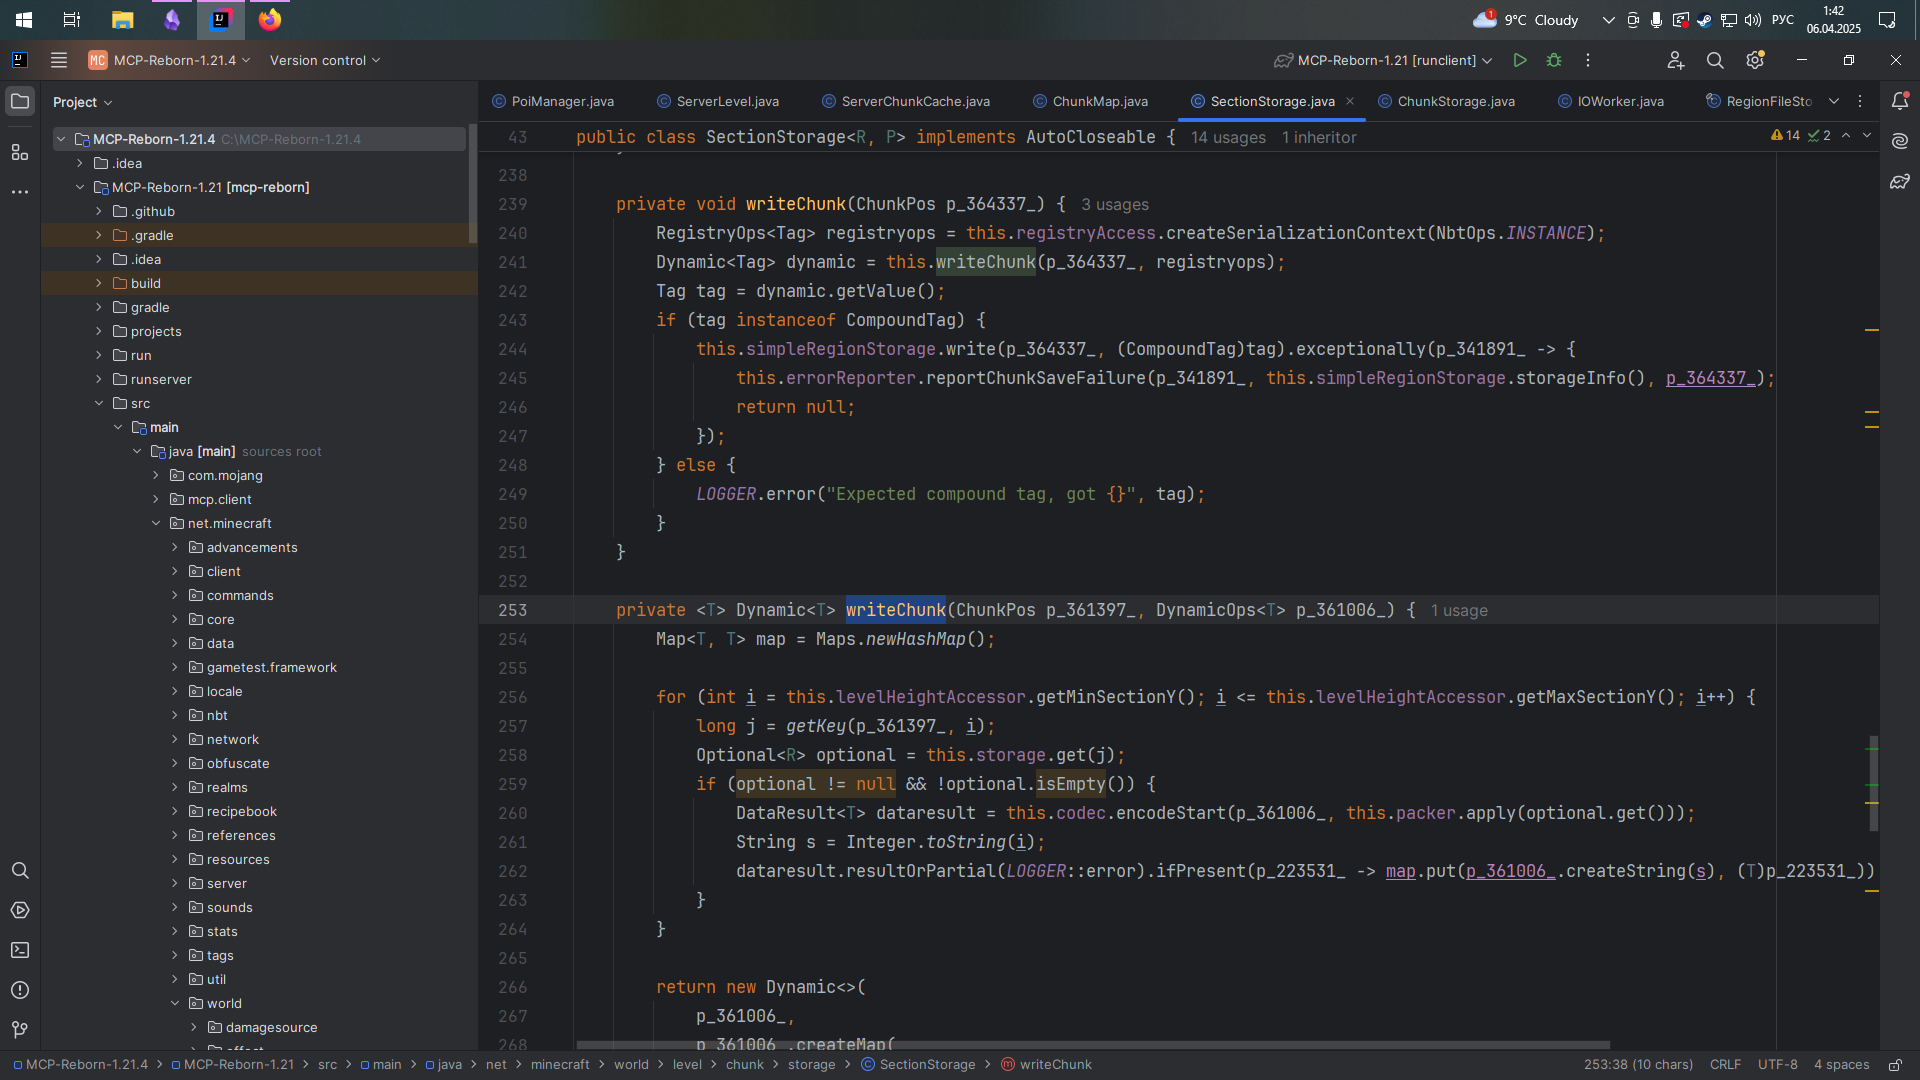 1
9°C Cloudy
РУС
1:42
06.04.2025
MC
MCP-Reborn-1.21.4
Version control
MCP-Reborn-1.21 [runclient]
Project
MCP-Reborn-1.21.4 C:\MCP-Reborn-1.21.4
.idea
MCP-Reborn-1.21 [mcp-reborn]
.github
.gradle
.idea
build
gradle
projects
run
runserver
src
main
java [main] sources root
com.mojang
mcp.client
net.minecraft
advancements
client
commands
core
data
gametest.framework
locale
nbt
network
obfuscate
realms
recipebook
references
resources
server
sounds
stats
tags
util
world
damagesource
PoiManager.java
ServerLevel.java
ServerChunkCache.java
ChunkMap.java
SectionStorage.java
ChunkStorage.java
IOWorker.java
RegionFileSto
43 public class SectionStorage<R, P> implements AutoCloseable { 14 usages 1 inheritor
14 2
238
239 private void writeChunk(ChunkPos p_364337_) { 3 usages
240 RegistryOps<Tag> registryops = this.registryAccess.createSerializationContext(NbtOps.INSTANCE);
241 Dynamic<Tag> dynamic = this.writeChunk(p_364337_, registryops);
242 Tag tag = dynamic.getValue();
243 if (tag instanceof CompoundTag) {
244 this.simpleRegionStorage.write(p_364337_, (CompoundTag)tag).exceptionally(p_341891_ -> {
245 this.errorReporter.reportChunkSaveFailure(p_341891_, this.simpleRegionStorage.storageInfo(), p_364337_);
246 return null;
247 });
248 } else {
249 LOGGER.error("Expected compound tag, got {}", tag);
250 }
251 }
252
253 private <T> Dynamic<T> writeChunk(ChunkPos p_361397_, DynamicOps<T> p_361006_) { 1 usage
254 Map<T, T> map = Maps.newHashMap();
255
256 for (int i = this.levelHeightAccessor.getMinSectionY(); i <= this.levelHeightAccessor.getMaxSectionY(); i++) {
257 long j = getKey(p_361397_, i);
258 Optional<R> optional = this.storage.get(j);
259 if (optional != null && !optional.isEmpty()) {
260 DataResult<T> dataresult = this.codec.encodeStart(p_361006_, this.packer.apply(optional.get()));
261 String s = Integer.toString(i);
262 dataresult.resultOrPartial(LOGGER::error).ifPresent(p_223531_ -> map.put(p_361006_.createString(s), (T)p_223531_))
263 }
264 }
265
266 return new Dynamic<>(
267 p_361006_,
268 p_361006_.createMap(
MCP-Reborn-1.21.4 > MCP-Reborn-1.21 > src > main > java > net > minecraft > world > level > chunk > storage > SectionStorage > writeChunk
253:38 (10 chars) CRLF UTF-8 4 spaces